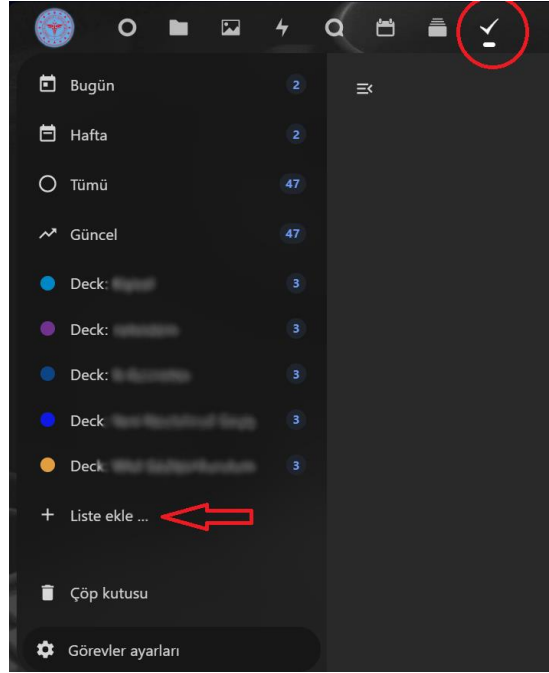 Bugün 2
Hafta 2
Tümü 47
Güncel 47
Deck: 3
Deck: 3
Deck: 3
Deck 3
Deck: 3
+ Liste ekle ...
Çöp kutusu
Görevler ayarları